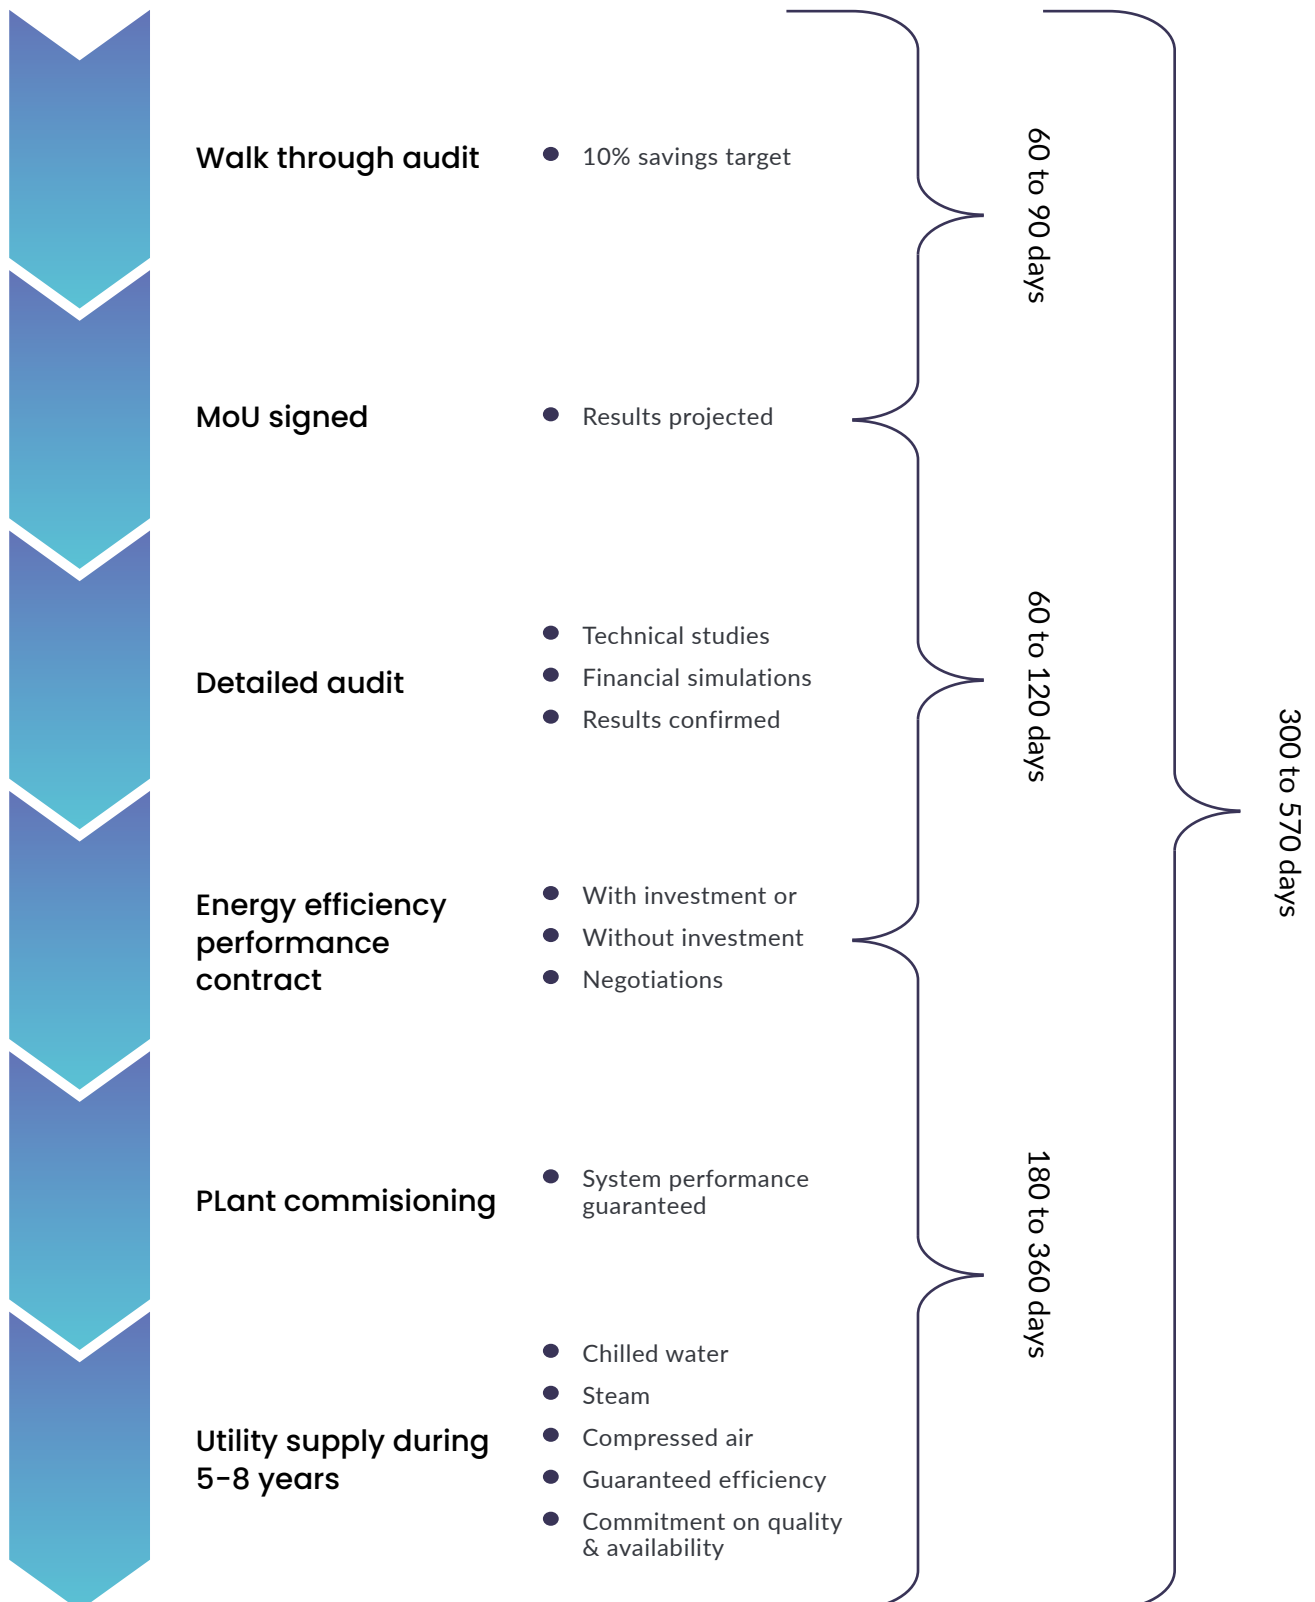 Walk through audit
10% savings target
60 to 90 days
MoU signed
Results projected
Detailed audit
Technical studies
Financial simulations
Results confirmed
60 to 120 days
300 to 570 days
Energy efficiency
performance
contract
With investment or
Without investment
Negotiations
PLant commisioning
System performance
guaranteed
180 to 360 days
Utility supply during
5-8 years
Chilled water
Steam
Compressed air
Guaranteed efficiency
Commitment on quality
& availability